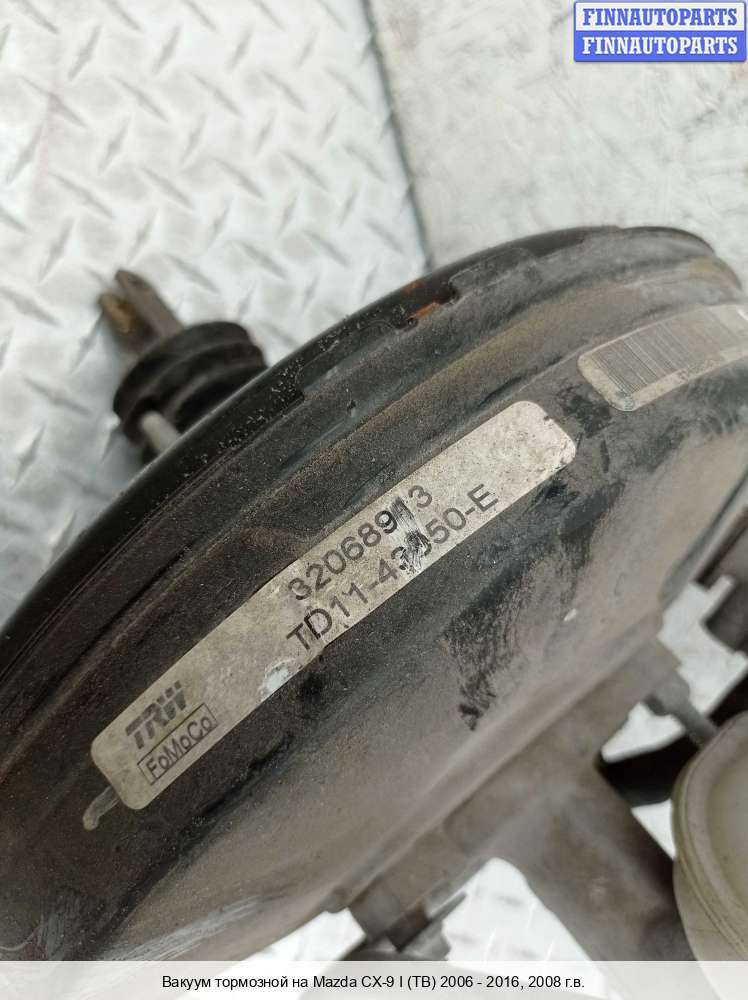 FINNAUTOPARTS
FINNAUTOPARTS
32068913
TD11-43950-E
TRW
FoMoCo
Вакуум тормозной на Mazda CX-9 I (TB) 2006 - 2016, 2008 г.в.